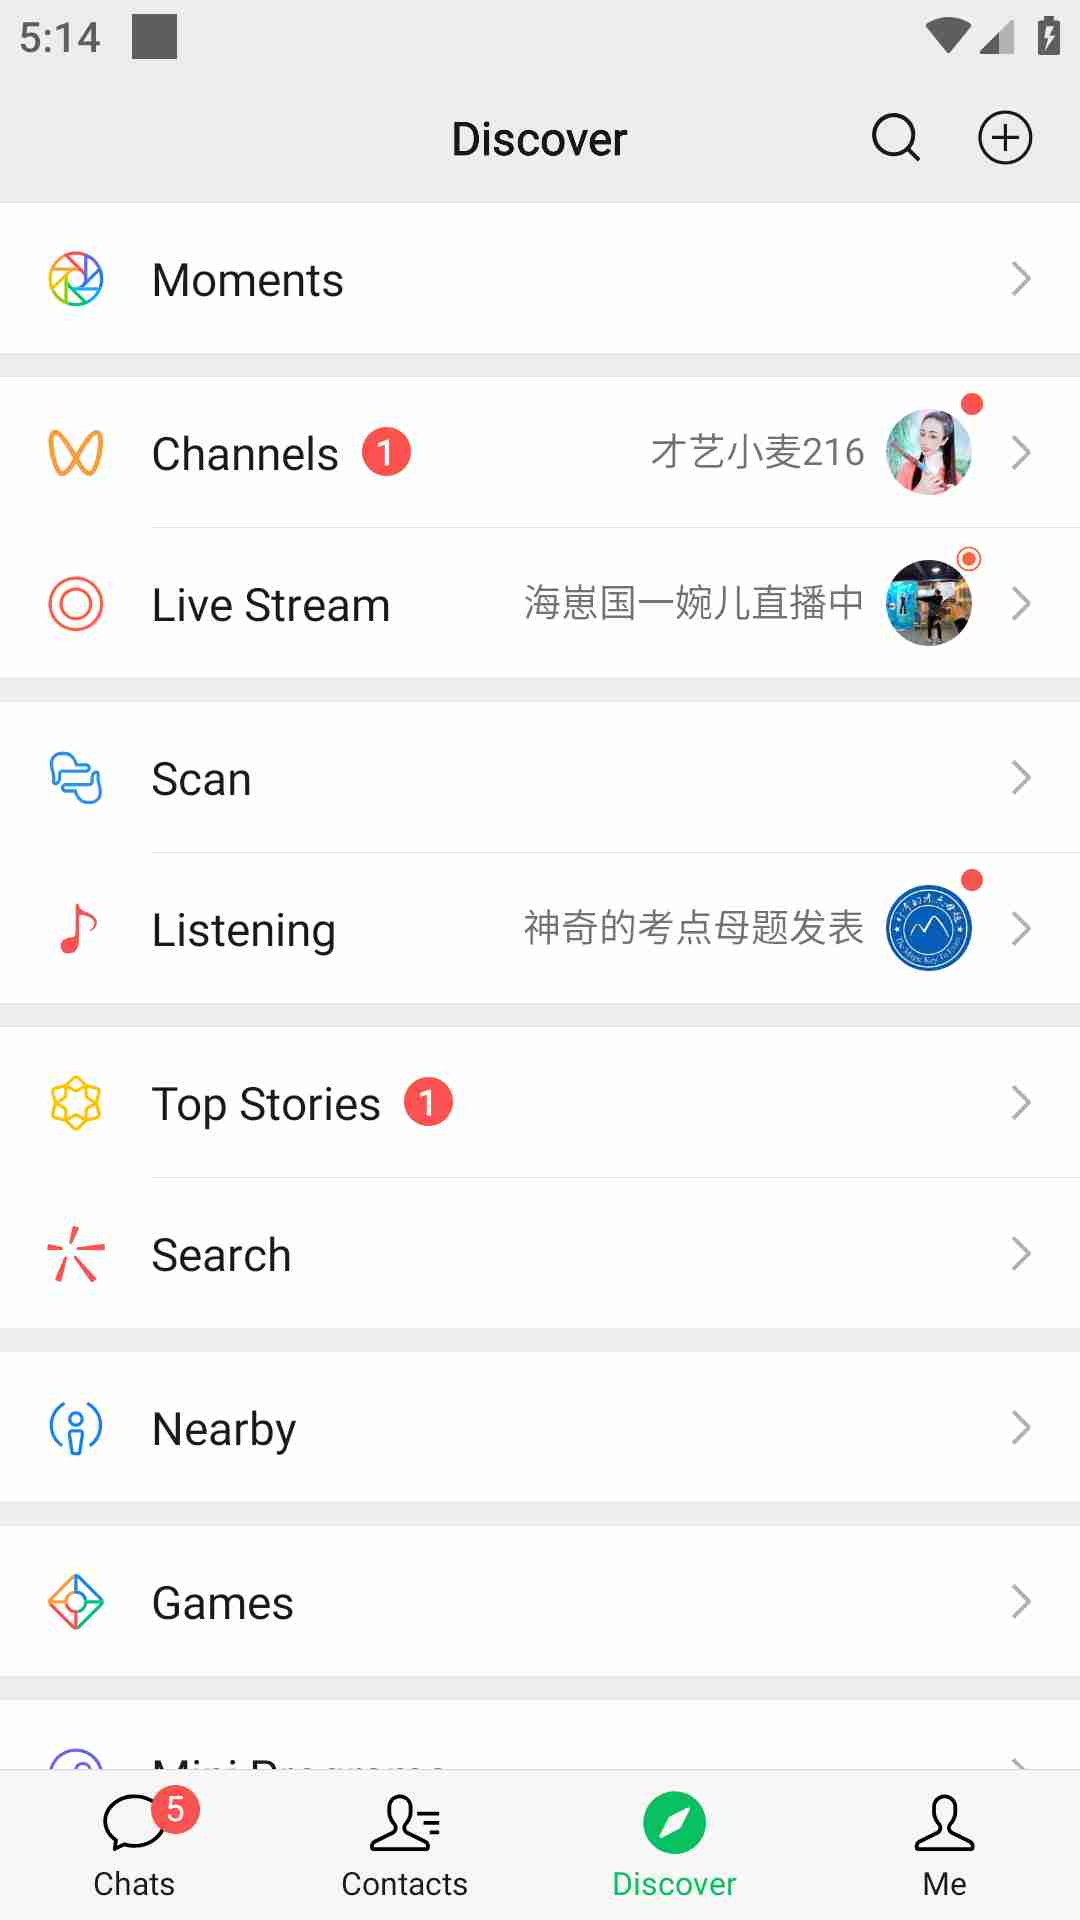 5:14
Discover
Moments
Channels 1 才艺小麦216
Live Stream 海崽国一婉儿直播中
Scan
Listening 神奇的考点母题发表
Top Stories 1
Search
Nearby
Games
Mini Programs
5
Chats Contacts Discover Me